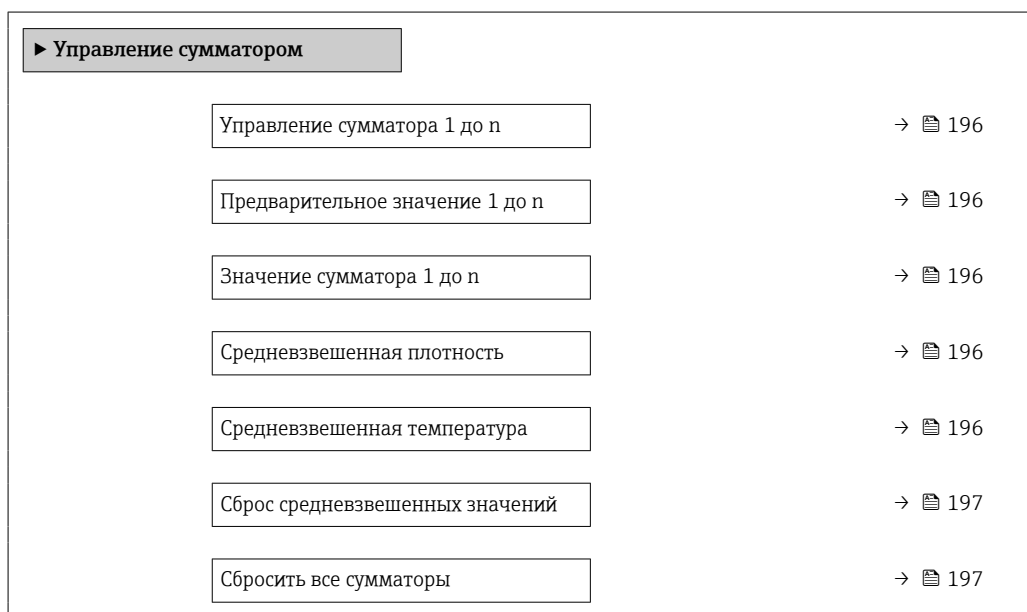 ▶ Управление сумматором
Управление сумматора 1 до n → 196
Предварительное значение 1 до n → 196
Значение сумматора 1 до n → 196
Средневзвешенная плотность → 196
Средневзвешенная температура → 196
Сброс средневзвешенных значений → 197
Сбросить все сумматоры → 197